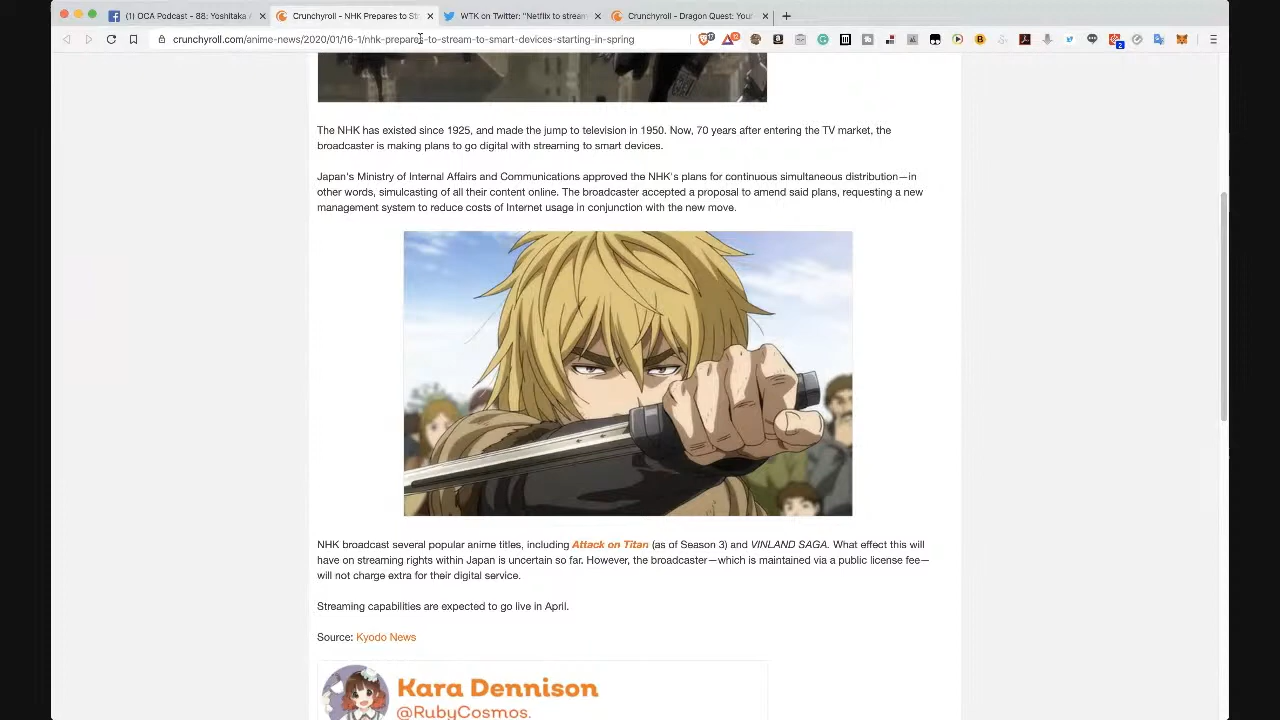 (1) OCA Podcast - 88: Yoshitaka
Crunchyroll - NHK Prepares to St
WTK on Twitter: "Netflix to stream
Crunchyroll - Dragon Quest: Your
crunchyroll.com/anime-news/2020/01/16-1/nhk-prepares-to-stream-to-smart-devices-starting-in-spring
The NHK has existed since 1925, and made the jump to television in 1950. Now, 70 years after entering the TV market, the
broadcaster is making plans to go digital with streaming to smart devices.
Japan's Ministry of Internal Affairs and Communications approved the NHK's plans for continuous simultaneous distribution—in
other words, simulcasting of all their content online. The broadcaster accepted a proposal to amend said plans, requesting a new
management system to reduce costs of Internet usage in conjunction with the new move.
NHK broadcast several popular anime titles, including Attack on Titan (as of Season 3) and VINLAND SAGA. What effect this will
have on streaming rights within Japan is uncertain so far. However, the broadcaster—which is maintained via a public license fee—
will not charge extra for their digital service.
Streaming capabilities are expected to go live in April.
Source: Kyodo News
Kara Dennison
@RubyCosmos.